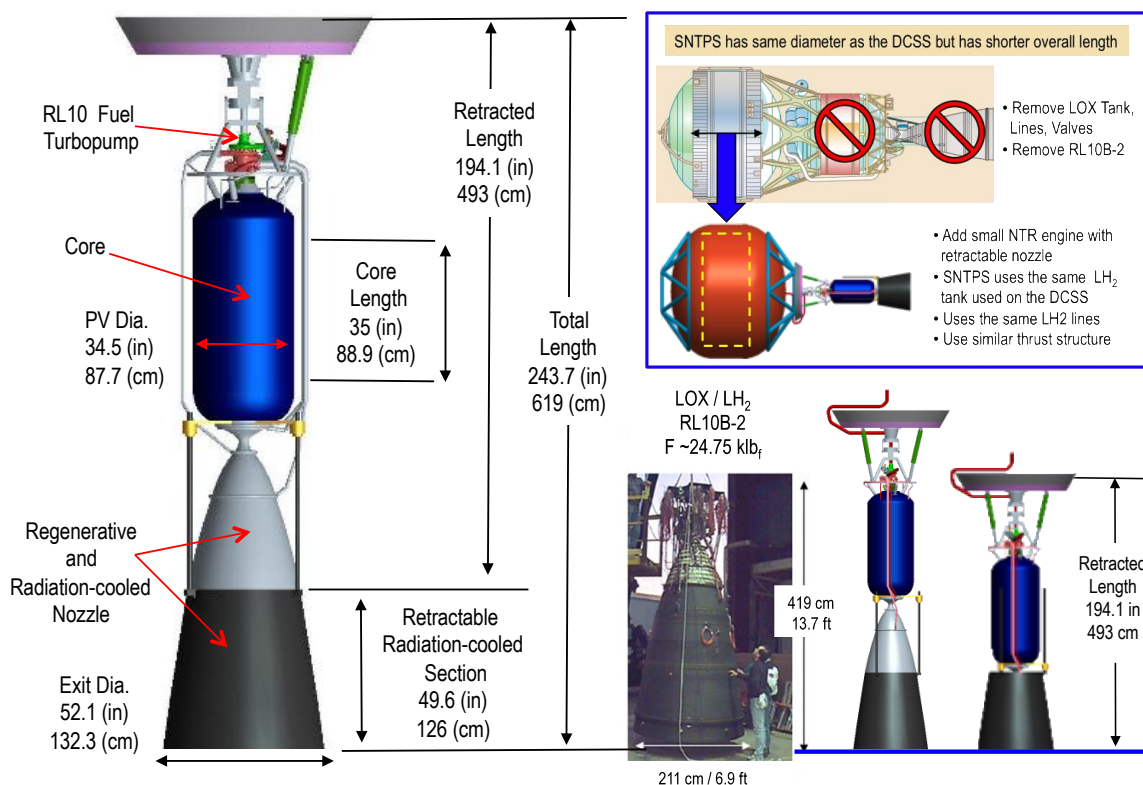 RL10 Fuel
Turbopump
Core
PV Dia.
34.5 (in)
87.7 (cm)
Regenerative
and
Radiation-cooled
Nozzle
Exit Dia.
52.1 (in)
132.3 (cm)
Retracted
Length
194.1 (in)
493 (cm)
Core
Length
35 (in)
88.9 (cm)
Total
Length
243.7 (in)
619 (cm)
Retractable
Radiation-cooled
Section
49.6 (in)
126 (cm)
SNTPS has same diameter as the DCSS but has shorter overall length
• Remove LOX Tank,
Lines, Valves
• Remove RL10B-2
• Add small NTR engine with
retractable nozzle
• SNTPS uses the same LH₂
tank used on the DCSS
• Uses the same LH2 lines
• Use similar thrust structure
LOX / LH₂
RL10B-2
F ~24.75 klbf
211 cm / 6.9 ft
419 cm
13.7 ft
Retracted
Length
194.1 in
493 cm